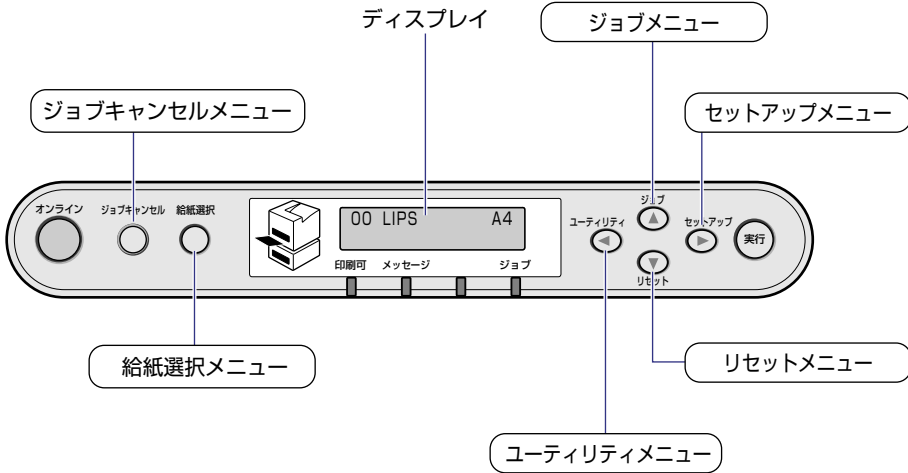 ディスプレイ
ジョブメニュー
ジョブキャンセルメニュー
セットアップメニュー
オンライン
ジョブキャンセル
給紙選択
00 LIPS A4
印刷可
メッセージ
ジョブ
ユーティリティ
ジョブ
セットアップ
リセット
実行
給紙選択メニュー
リセットメニュー
ユーティリティメニュー